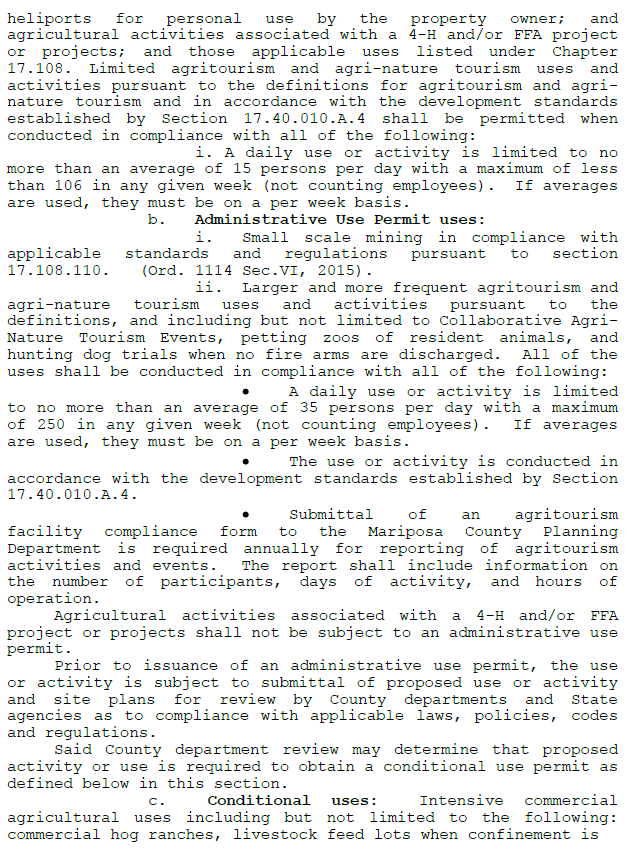 heliports for personal use by the property owner; and
agricultural activities associated with a 4-H and/or FFA project
or projects; and those applicable uses listed under Chapter
17.108. Limited agritourism and agri-nature tourism uses and
activities pursuant to the definitions for agritourism and agri-
nature tourism and in accordance with the development standards
established by Section 17.40.010.A.4 shall be permitted when
conducted in compliance with all of the following:
i. A daily use or activity is limited to no
more than an average of 15 persons per day with a maximum of less
than 106 in any given week (not counting employees). If averages
are used, they must be on a per week basis.
b. Administrative Use Permit uses:
i. Small scale mining in compliance with
applicable standards and regulations pursuant to section
17.108.110. (Ord. 1114 Sec.VI, 2015).
ii. Larger and more frequent agritourism and
agri-nature tourism uses and activities pursuant to the
definitions, and including but not limited to Collaborative Agri-
Nature Tourism Events, petting zoos of resident animals, and
hunting dog trials when no fire arms are discharged. All of the
uses shall be conducted in compliance with all of the following:
• A daily use or activity is limited
to no more than an average of 35 persons per day with a maximum
of 250 in any given week (not counting employees). If averages
are used, they must be on a per week basis.
• The use or activity is conducted in
accordance with the development standards established by Section
17.40.010.A.4.
• Submittal of an agritourism
facility compliance form to the Mariposa County Planning
Department is required annually for reporting of agritourism
activities and events. The report shall include information on
the number of participants, days of activity, and hours of
operation.
Agricultural activities associated with a 4-H and/or FFA
project or projects shall not be subject to an administrative use
permit.
Prior to issuance of an administrative use permit, the use
or activity is subject to submittal of proposed use or activity
and site plans for review by County departments and State
agencies as to compliance with applicable laws, policies, codes
and regulations.
Said County department review may determine that proposed
activity or use is required to obtain a conditional use permit as
defined below in this section.
c. Conditional uses: Intensive commercial
agricultural uses including but not limited to the following:
commercial hog ranches, livestock feed lots when confinement is